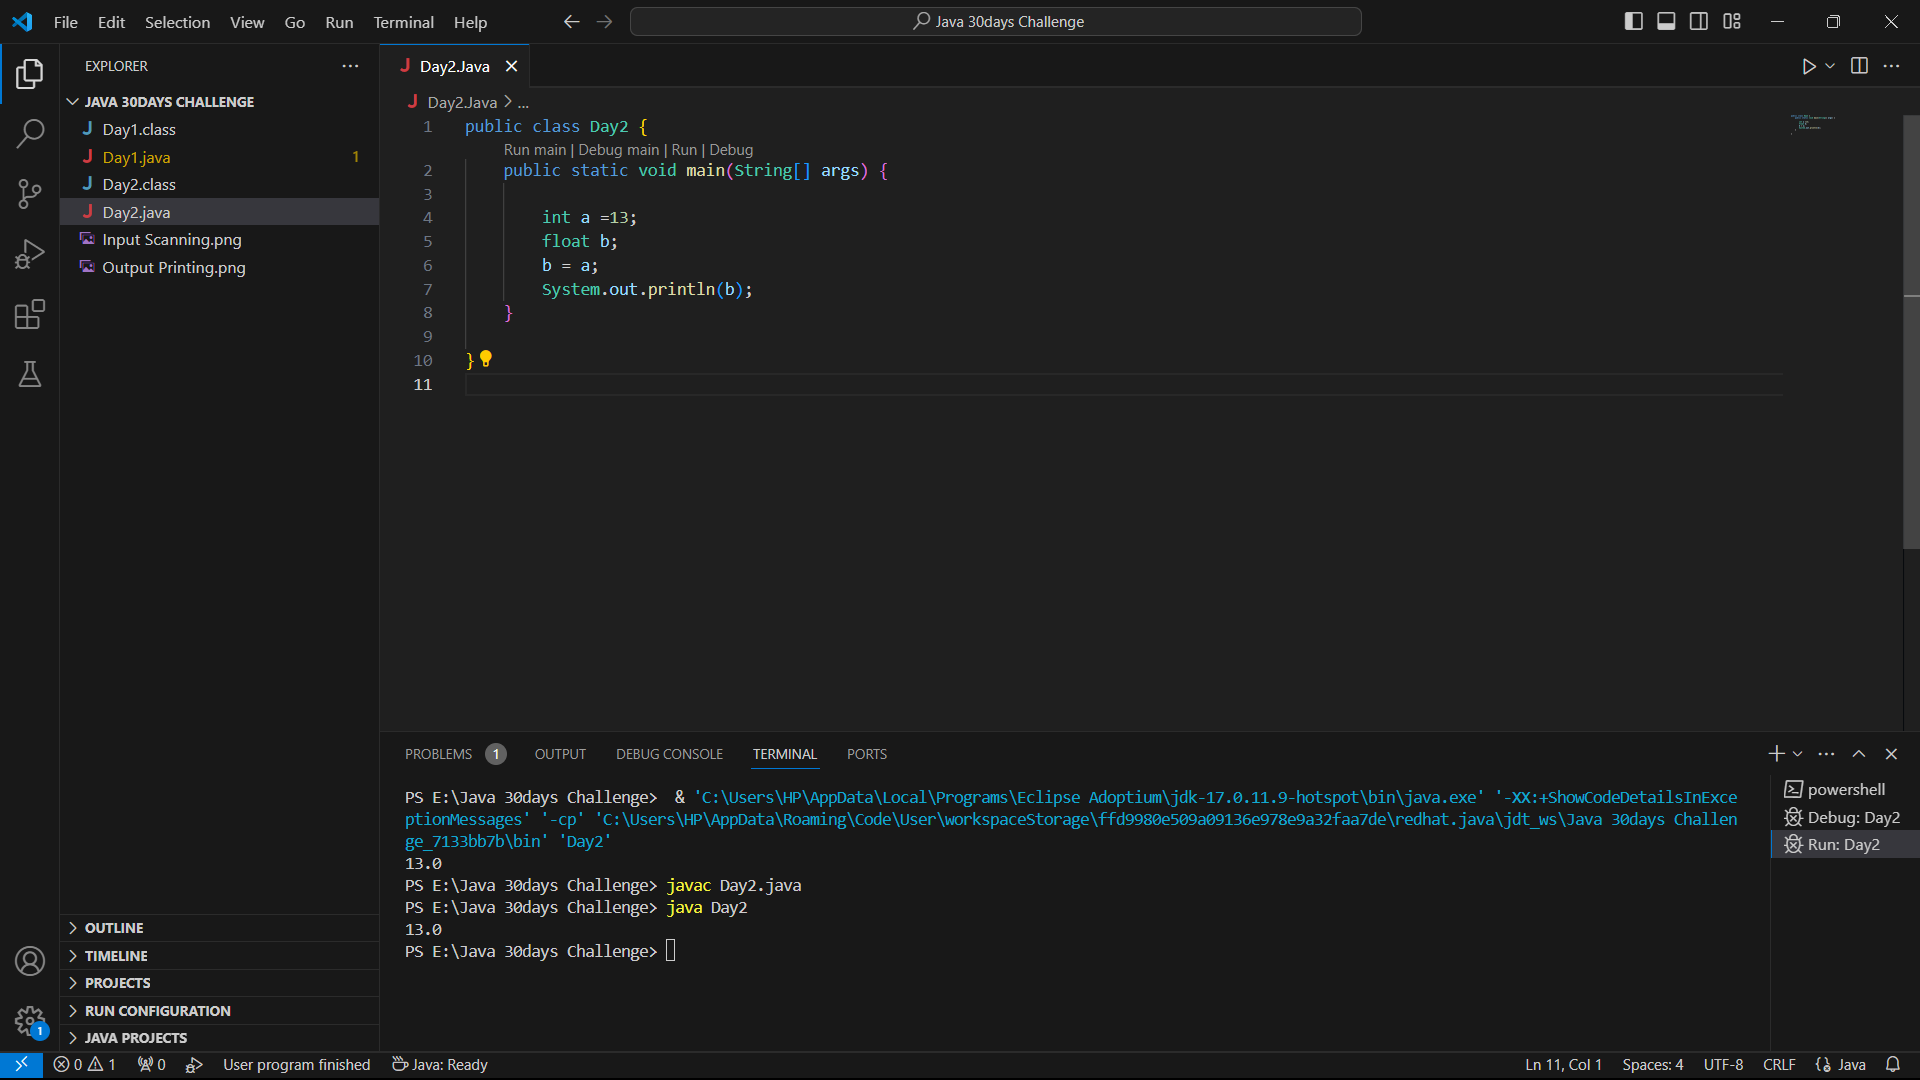 File Edit Selection View Go Run Terminal Help
Java 30days Challenge
EXPLORER
JAVA 30DAYS CHALLENGE
Day1.class
Day1.java 1
Day2.class
Day2.java
Input Scanning.png
Output Printing.png
OUTLINE
TIMELINE
PROJECTS
RUN CONFIGURATION
JAVA PROJECTS
1
Day2.Java
Day2.Java > ...
1 public class Day2 {
Run main | Debug main | Run | Debug
2 public static void main(String[] args) {
3
4 int a =13;
5 float b;
6 b = a;
7 System.out.println(b);
8 }
9
10 }
11
PROBLEMS 1 OUTPUT DEBUG CONSOLE TERMINAL PORTS
PS E:\Java 30days Challenge>  & 'C:\Users\HP\AppData\Local\Programs\Eclipse Adoptium\jdk-17.0.11.9-hotspot\bin\java.exe' '-XX:+ShowCodeDetailsInExce
ptionMessages' '-cp' 'C:\Users\HP\AppData\Roaming\Code\User\workspaceStorage\ffd9980e509a09136e978e9a32faa7de\redhat.java\jdt_ws\Java 30days Challen
ge_7133bb7b\bin' 'Day2'
13.0
PS E:\Java 30days Challenge> javac Day2.java
PS E:\Java 30days Challenge> java Day2
13.0
PS E:\Java 30days Challenge>
powershell
Debug: Day2
Run: Day2
0 1 0 User program finished Java: Ready Ln 11, Col 1 Spaces: 4 UTF-8 CRLF Java